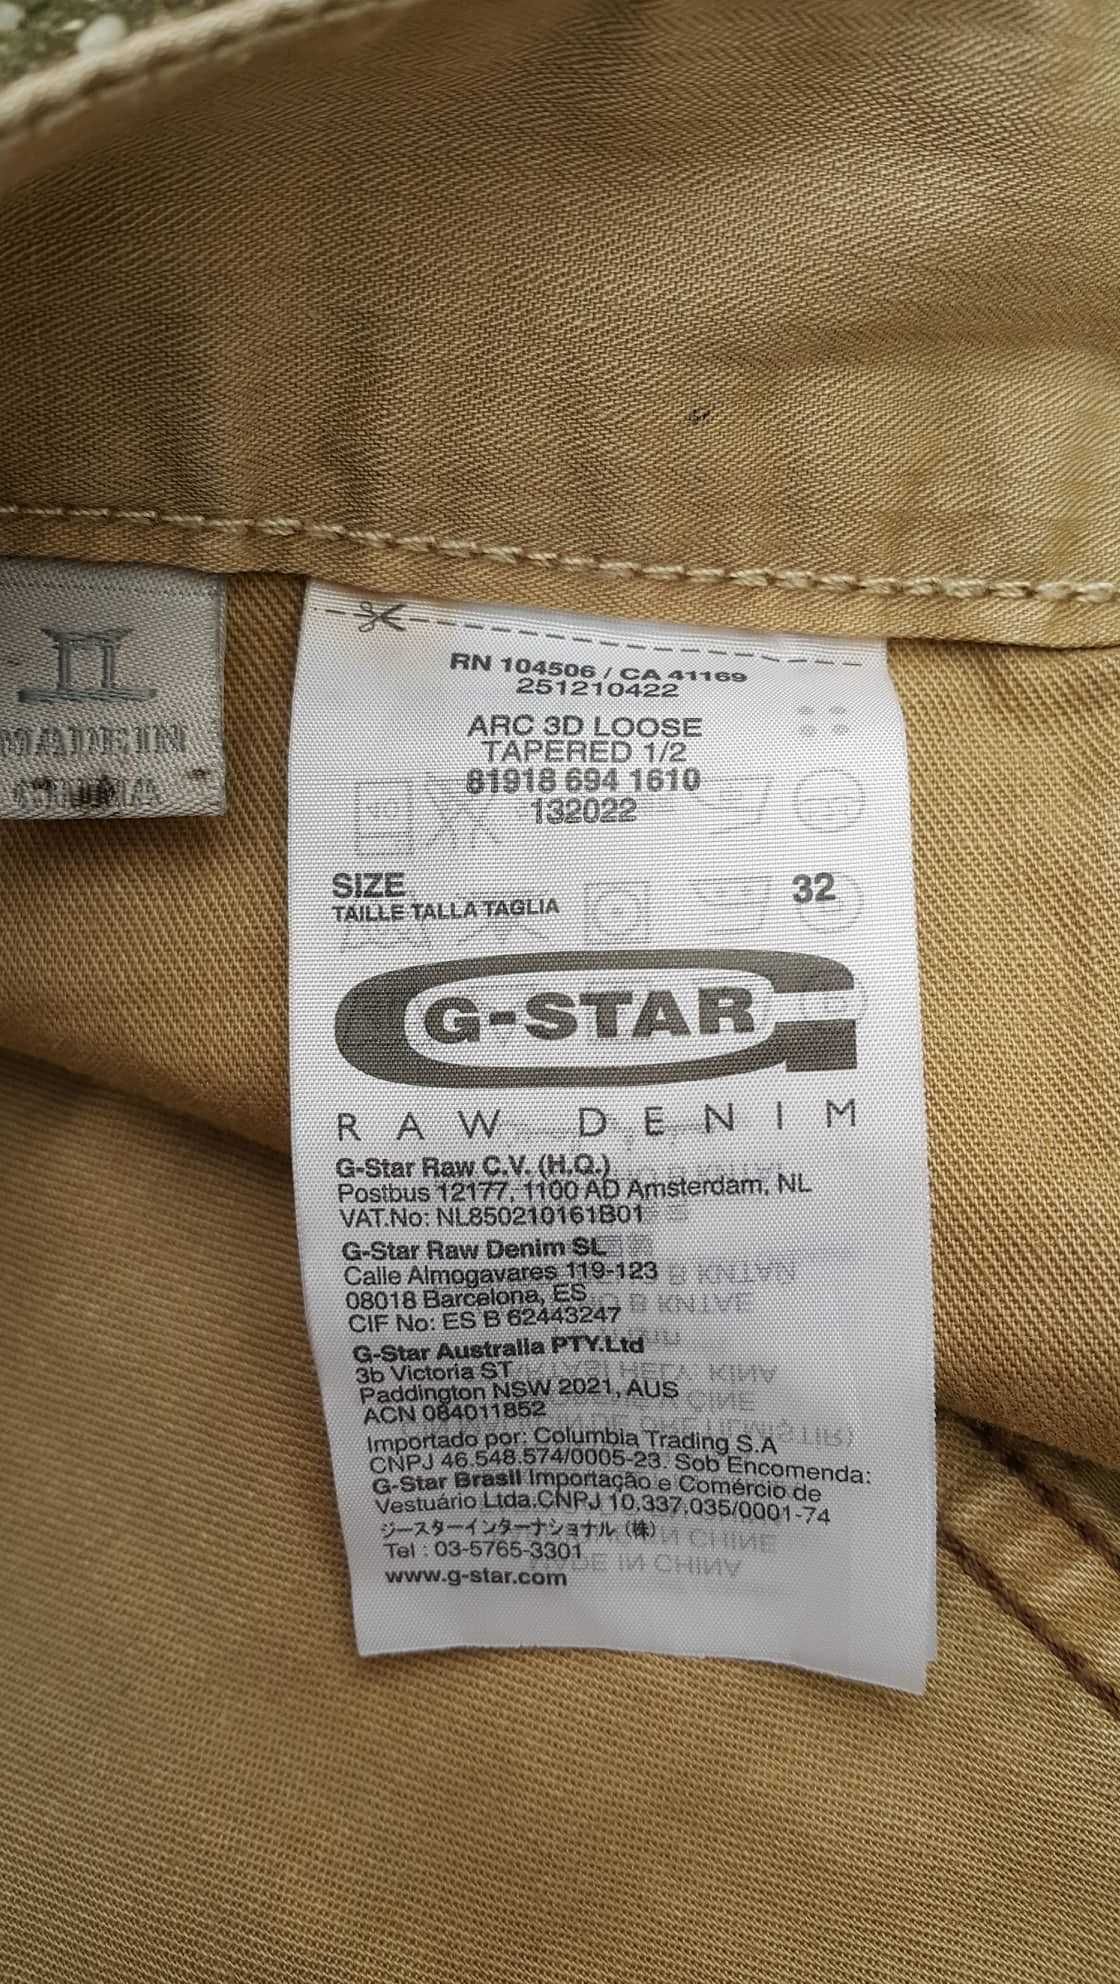 MADE IN
CHINA
RN 104506 / CA 41169
251210422
ARC 3D LOOSE
TAPERED 1/2
81918 694 1610
132022
SIZE
TAILLE TALLA TAGLIA
32
G-STAR
RAW DENIM
G-Star Raw C.V. (H.Q.)
Postbus 12177, 1100 AD Amsterdam, NL
VAT.No: NL850210161B01
G-Star Raw Denim SL
Calle Almogavares 119-123
08018 Barcelona, ES
CIF No: ES B 62443247
G-Star Australia PTY.Ltd
3b Victoria ST
Paddington NSW 2021, AUS
ACN 084011852
Importado por: Columbia Trading S.A
CNPJ 46.548.574/0005-23. Sob Encomenda:
G-Star Brasil Importação e Comércio de
Vestuário Ltda.CNPJ 10.337.035/0001-74
ジースターインターナショナル（株）
Tel : 03-5765-3301
www.g-star.com